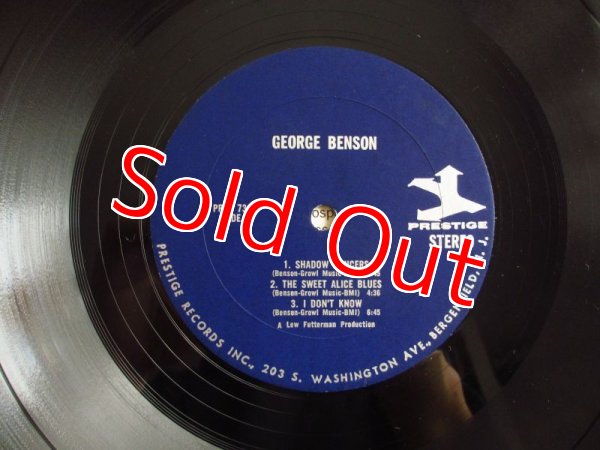 GEORGE BENSON
Sold Out
PRESTIGE
STEREO
1. SHADOW
(Benson-Growl Music-BMI)
2. THE SWEET ALICE BLUES
(Benson-Growl Music-BMI) 4:36
3. I DON'T KNOW
(Benson-Growl Music-BMI) 6:45
A Lew Futterman Production
PRESTIGE RECORDS INC., 203 S. WASHINGTON AVE., BERGENFIELD, N. J.